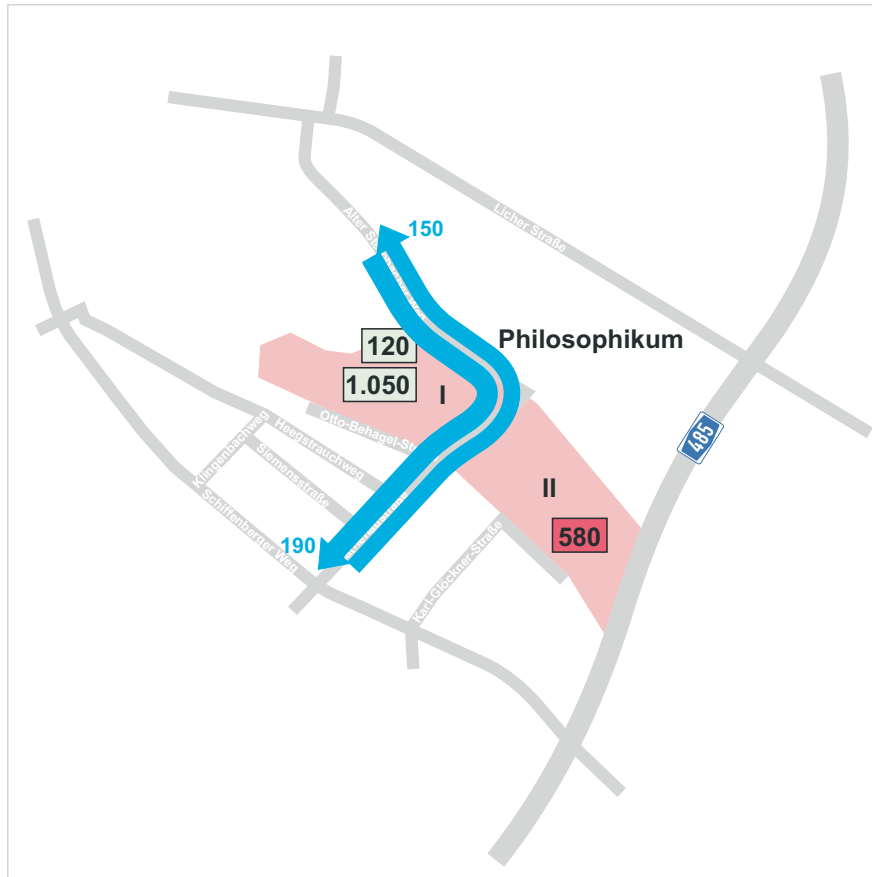 Licher Straße
Alter
150
Philosophikum
120
1.050
I
485
Otto-Behagel-St
Heegstrauchweg
Klingenbachweg
Siemensstraße
II
Schiffenberger Weg
580
190
Karl-Glöckner-Straße